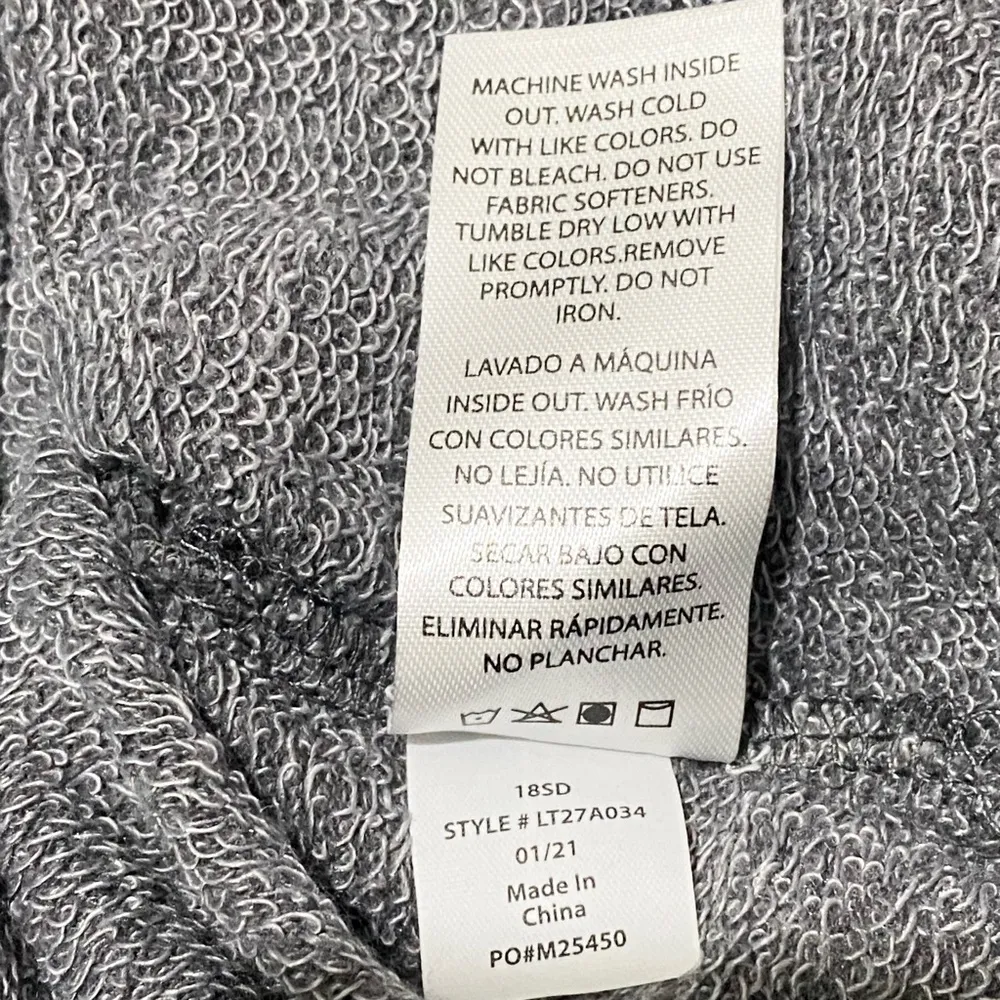 MACHINE WASH INSIDE
OUT. WASH COLD
WITH LIKE COLORS. DO
NOT BLEACH. DO NOT USE
FABRIC SOFTENERS.
TUMBLE DRY LOW WITH
LIKE COLORS.REMOVE
PROMPTLY. DO NOT
IRON.
LAVADO A MÁQUINA
INSIDE OUT. WASH FRÍO
CON COLORES SIMILARES.
NO LEJÍA. NO UTILICE
SUAVIZANTES DE TELA.
SECAR BAJO CON
COLORES SIMILARES.
ELIMINAR RÁPIDAMENTE.
NO PLANCHAR.
18SD
STYLE # LT27A034
01/21
Made In
China
PO#M25450